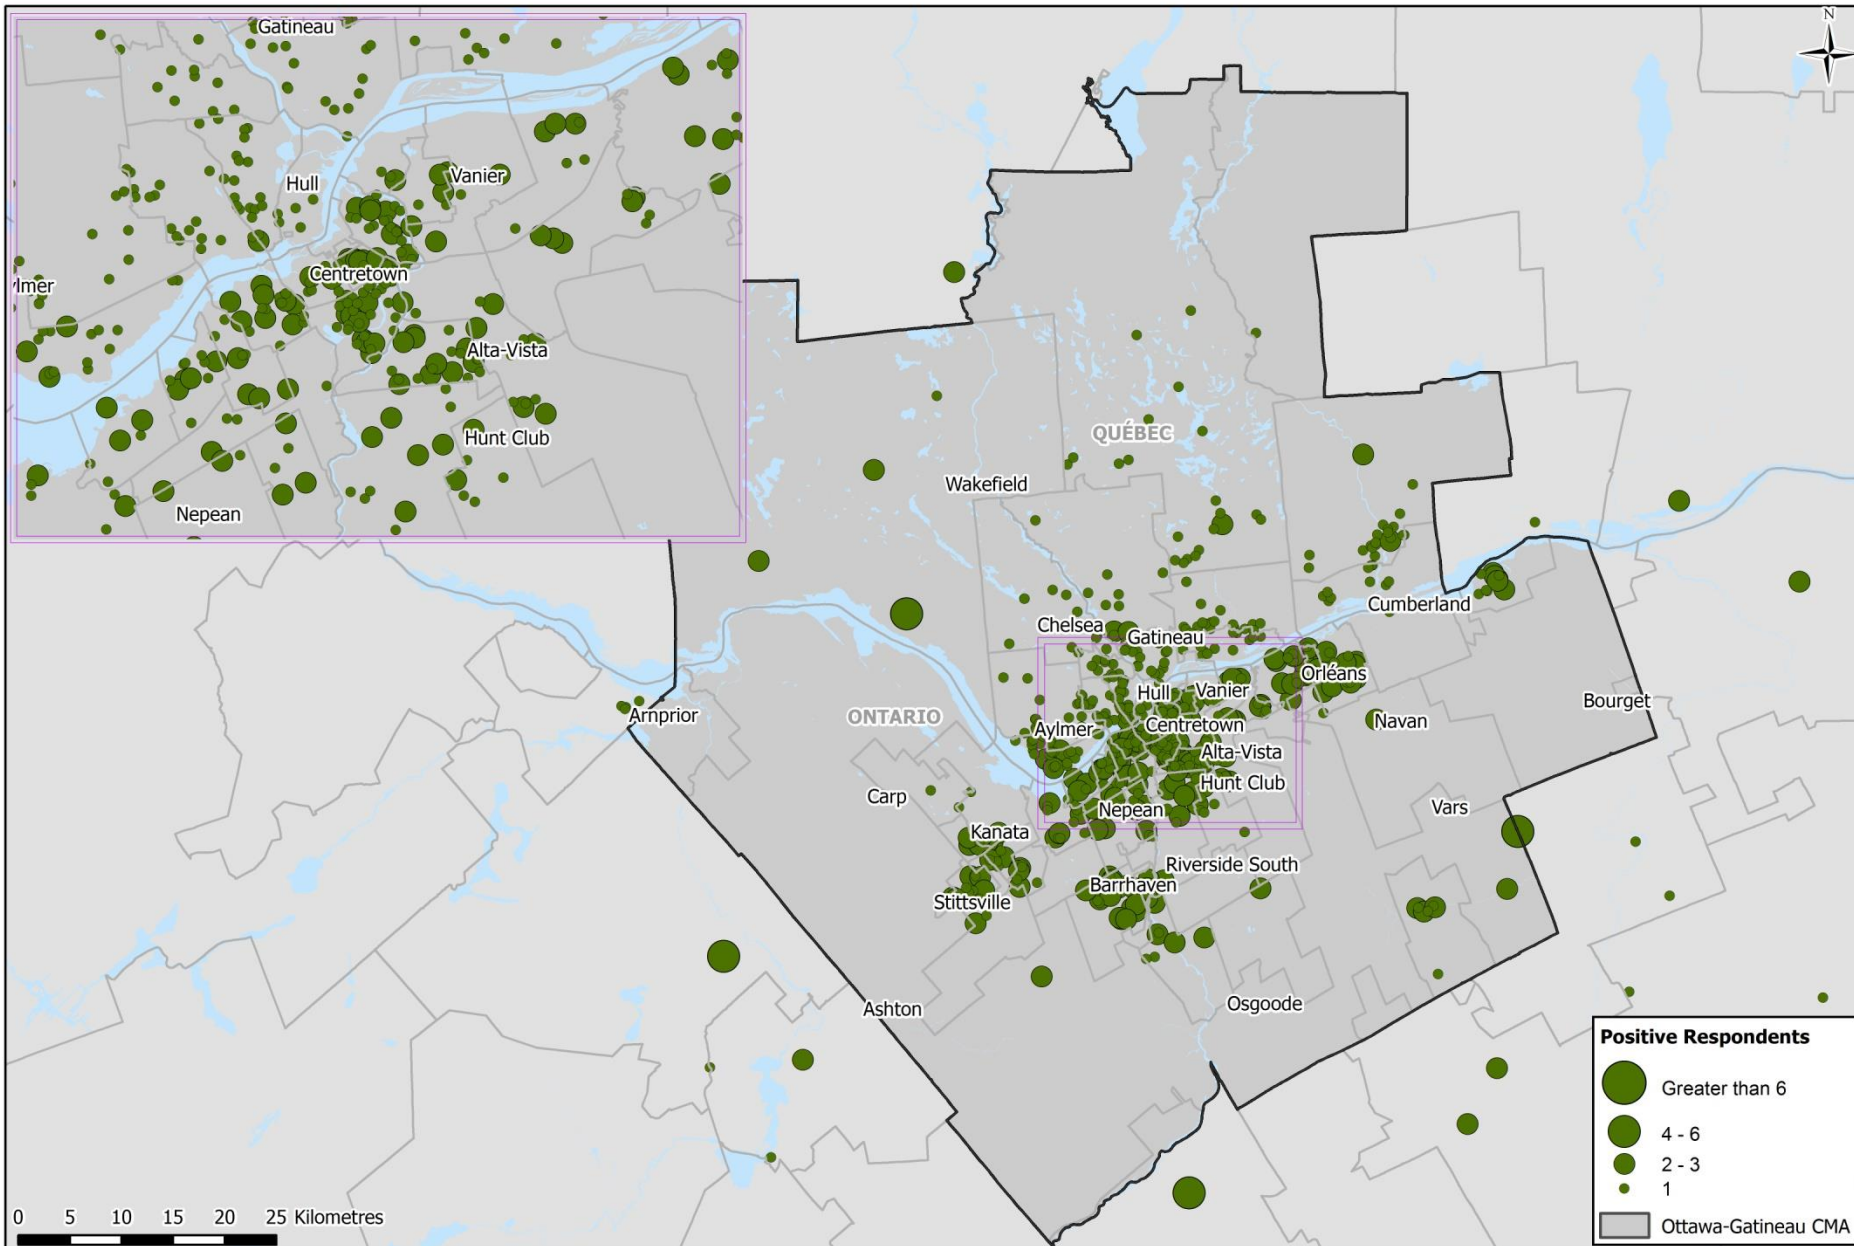 Gatineau
N
Hull
Vanier
Centretown
ylmer
Alta-Vista
Hunt Club
Nepean
QUÉBEC
Wakefield
Cumberland
Chelsea
Gatineau
Orléans
Hull
Vanier
Bourget
Arnprior
ONTARIO
Aylmer
Centretown
Navan
Alta-Vista
Hunt Club
Carp
Nepean
Vars
Kanata
Riverside South
Barrhaven
Stittsville
Ashton
Osgoode
Positive Respondents
Greater than 6
4 - 6
2 - 3
1
Ottawa-Gatineau CMA
0 5 10 15 20 25 Kilometres